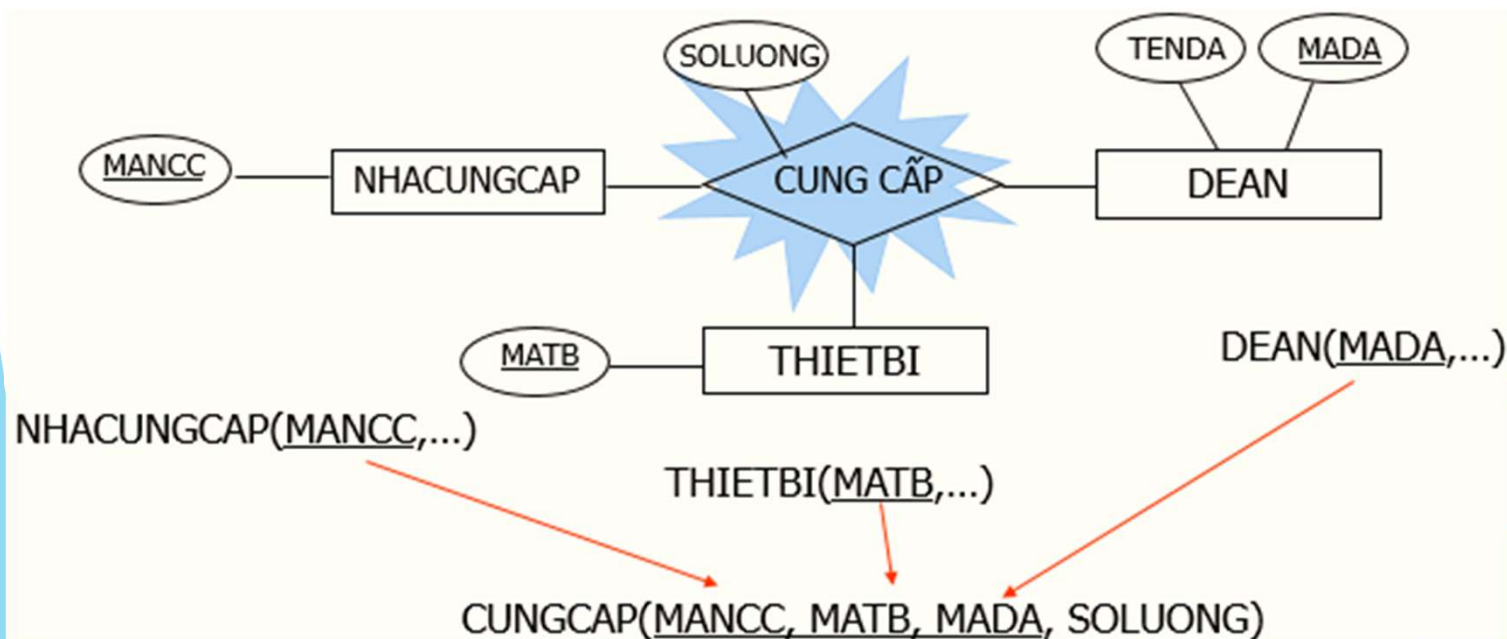 SOLUONG
TENDA
MADA
MANCC
NHACUNGCAP
CUNG CẪP
DEAN
MATB
THIETBI
DEAN(MADA,...)
NHACUNGCAP(MANCC,...)
THIETBI(MATB,...)
CUNGCAP(MANCC, MATB, MADA, SOLUONG)